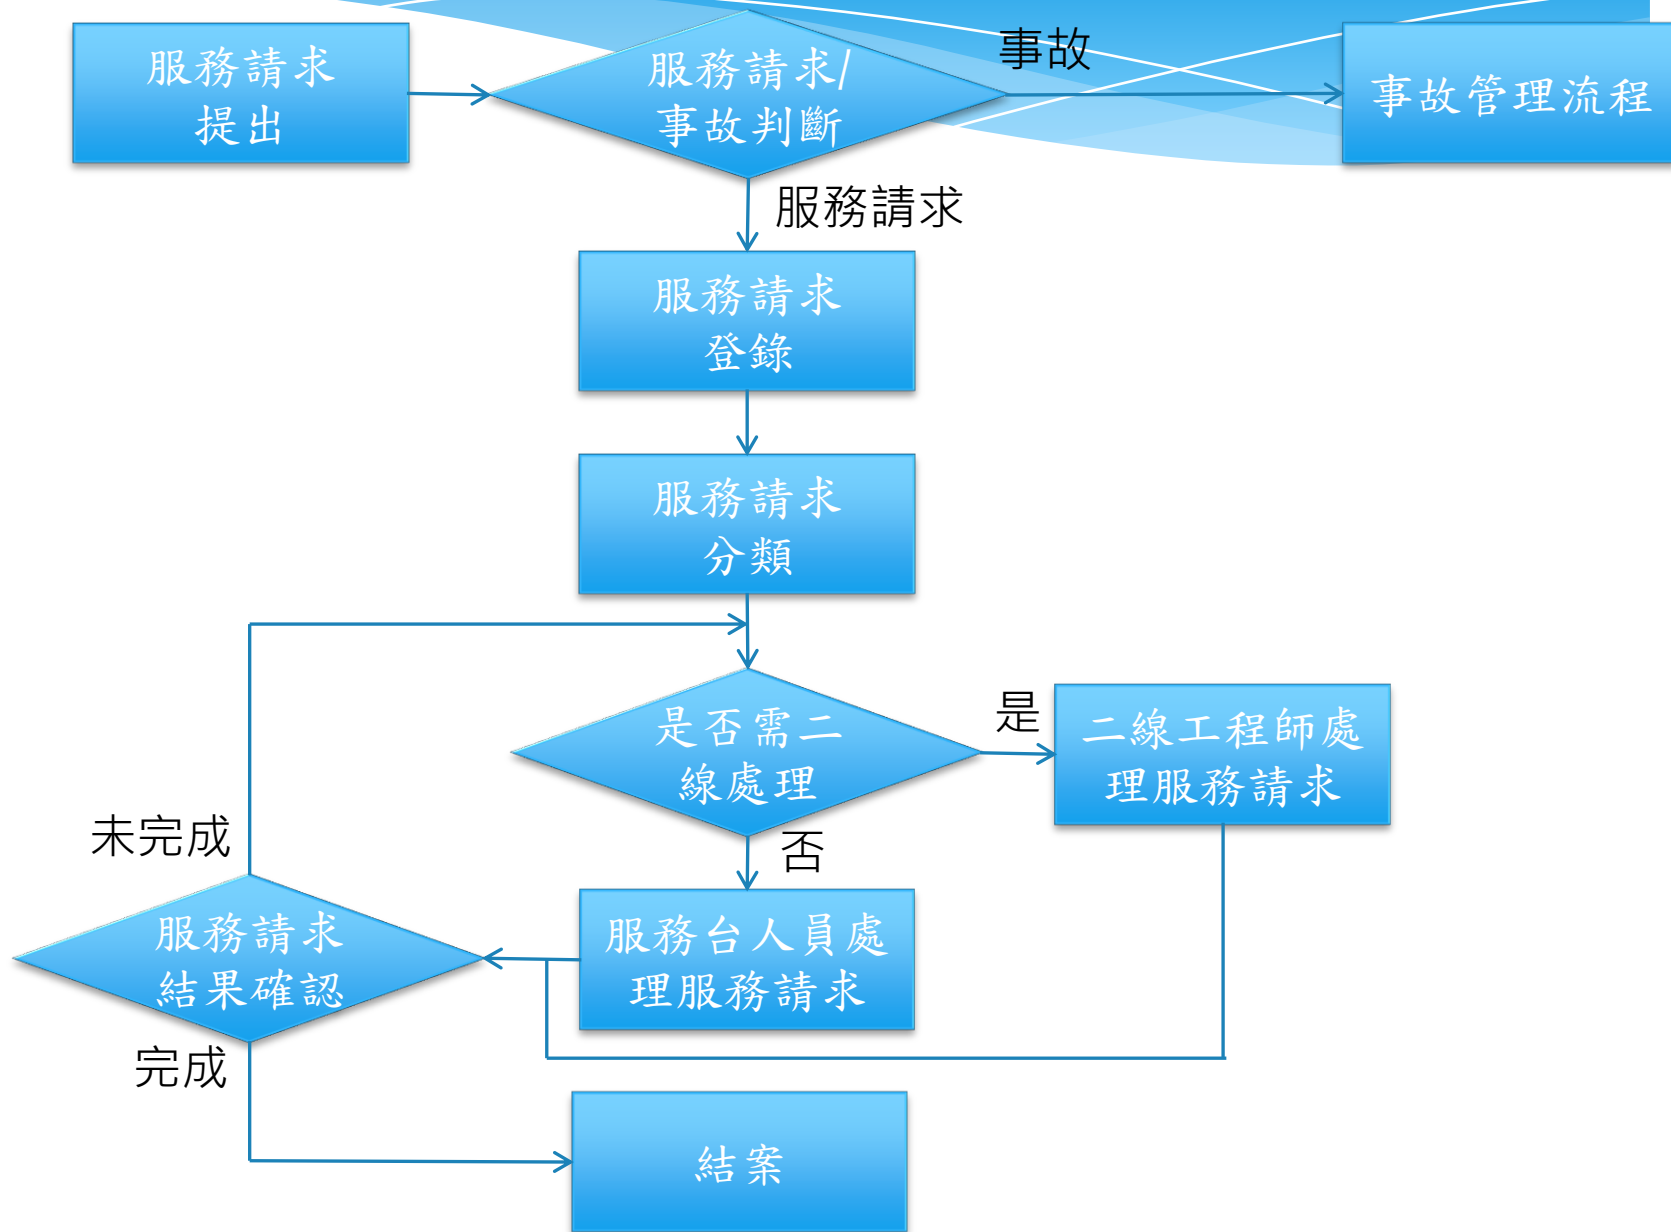 服務請求
提出
服務請求/
事故判斷
事故
事故管理流程
服務請求
服務請求
登錄
服務請求
分類
是否需二
線處理
是
二線工程師處
理服務請求
否
未完成
服務請求
結果確認
服務台人員處
理服務請求
完成
結案